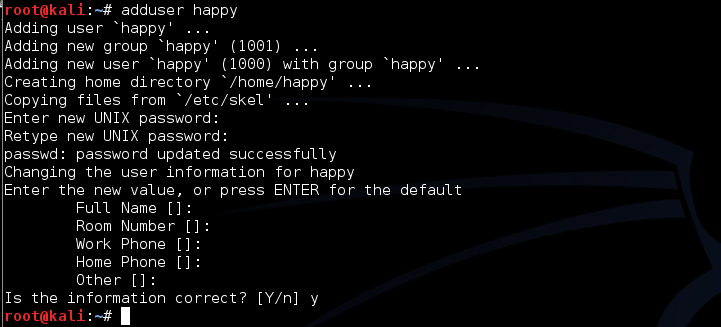 root@kali:~# adduser happy
Adding user `happy' ...
Adding new group `happy' (1001) ...
Adding new user `happy' (1000) with group `happy' ...
Creating home directory `/home/happy' ...
Copying files from `/etc/skel' ...
Enter new UNIX password:
Retype new UNIX password:
passwd: password updated successfully
Changing the user information for happy
Enter the new value, or press ENTER for the default
        Full Name []:
        Room Number []:
        Work Phone []:
        Home Phone []:
        Other []:
Is the information correct? [Y/n] y
root@kali:~#